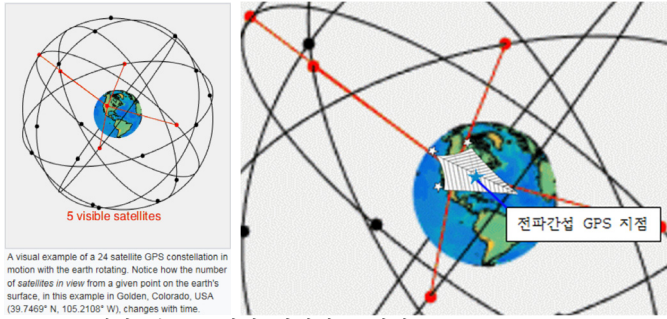 5 visible satellites
A visual example of a 24 satellite GPS constellation in
motion with the earth rotating. Notice how the number
of satellites in view from a given point on the earth's
surface, in this example in Golden, Colorado, USA
(39.7469° N, 105.2108° W), changes with time.
전파간섭 GPS 지점